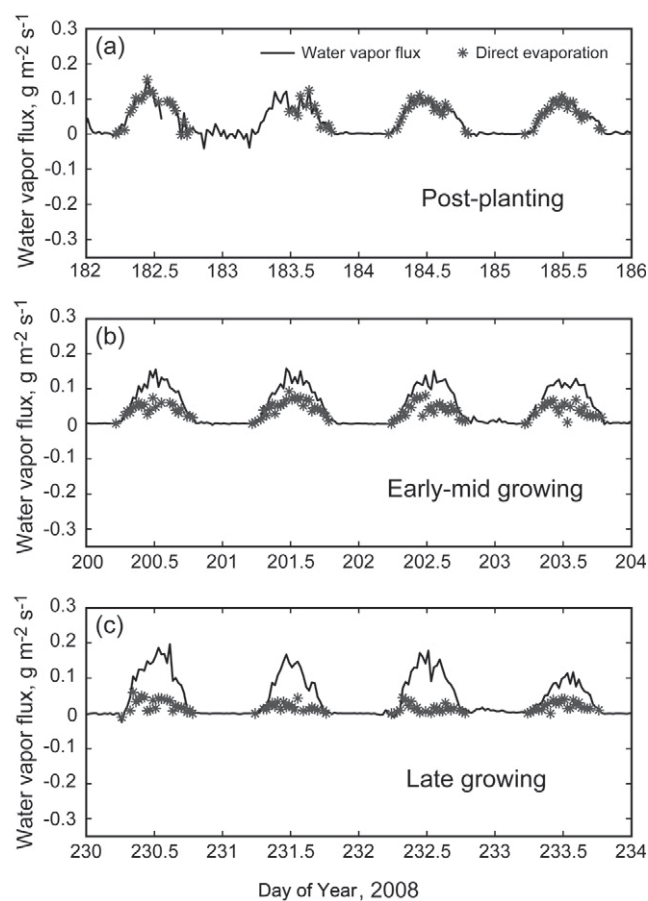 (a)
Water vapor flux
Direct evaporation
Water vapor flux, g m⁻² s⁻¹
0.3
0.2
0.1
0
-0.1
0.2
-0.3
Post-planting
182 182.5 183 183.5 184 184.5 185 185.5 186
(b)
Water vapor flux, g m⁻² s⁻¹
0.3
0.2
0.1
0
-0.1
-0.2
-0.3
Early-mid growing
200 200.5 201 201.5 202 202.5 203 203.5 204
(c)
Water vapor flux, g m⁻² s⁻¹
0.3
0.2
0.1
0
-0.1
-0.2
-0.3
Late growing
230 230.5 231 231.5 232 232.5 233 233.5 234
Day of Year, 2008